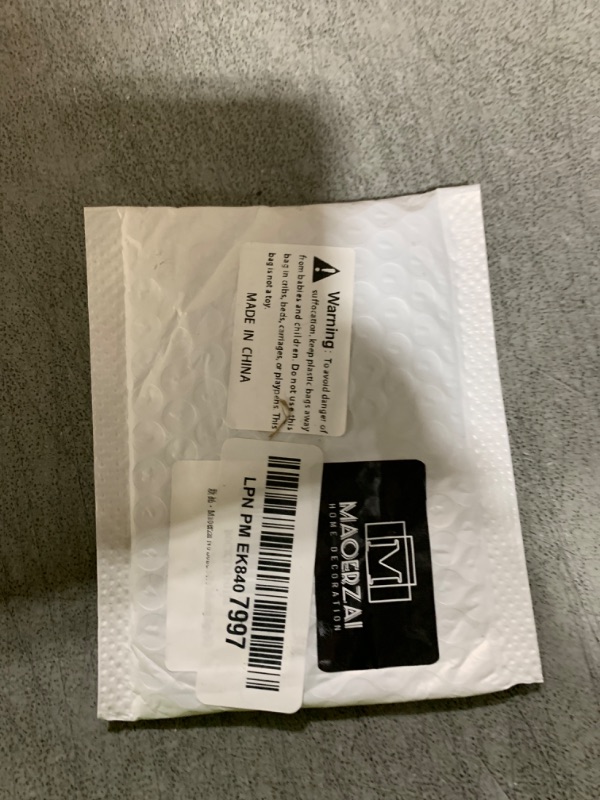 Warning: To avoid danger of
suffocation, keep plastic bags away
from babies and children. Do not use this
bag in cribs, beds, carriages, or playpens. This
bag is not a toy.
MADE IN CHINA
M
MAOERZAI
HOME DECORATION
LPN PM EK840 7997